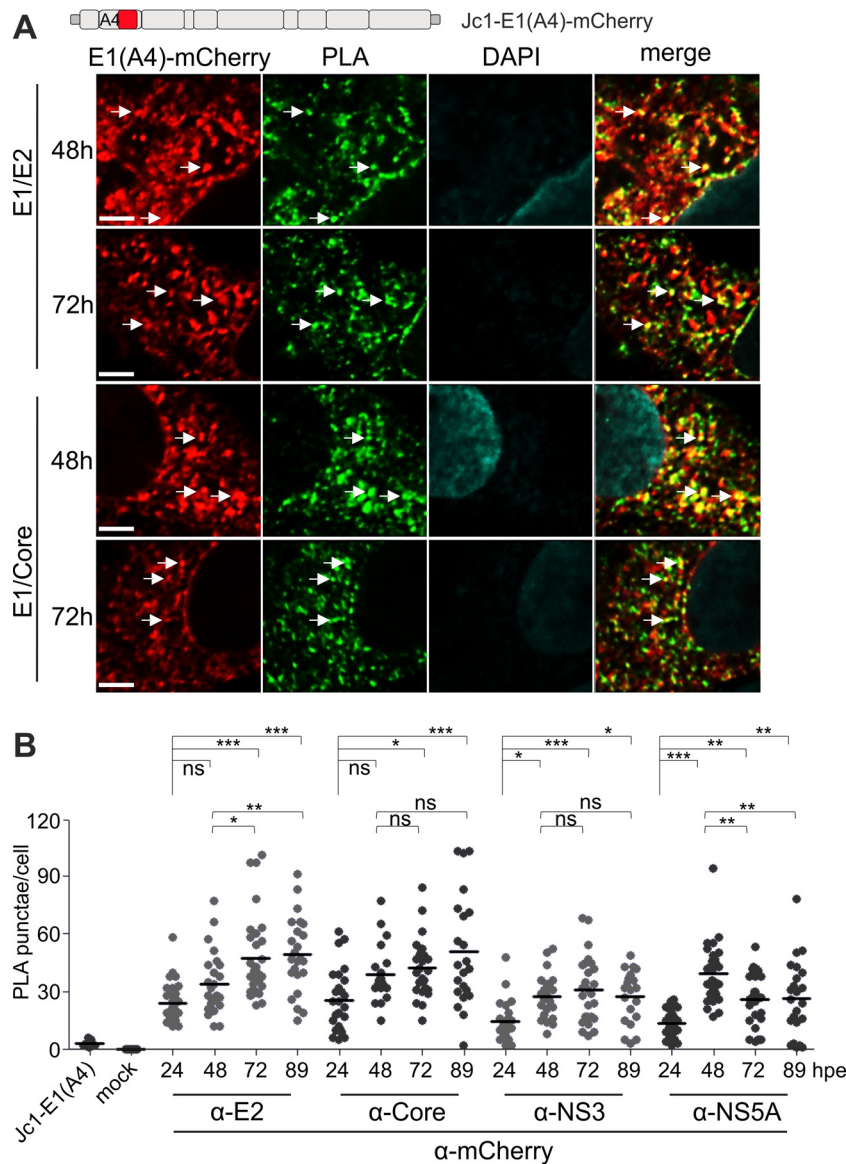 A
A4
Jc1-E1(A4)-mCherry
E1(A4)-mCherry PLA DAPI merge
E1/E2
48h
72h
E1/Core
48h
72h
B
*** *** * **
*** * *** **
ns ns * ***
** ns ns **
* ns ns **
PLA punctae/cell
120
90
60
30
0
Jc1-E1(A4) mock 24 48 72 89 24 48 72 89 24 48 72 89 24 48 72 89 hpe
α-E2 α-Core α-NS3 α-NS5A
α-mCherry